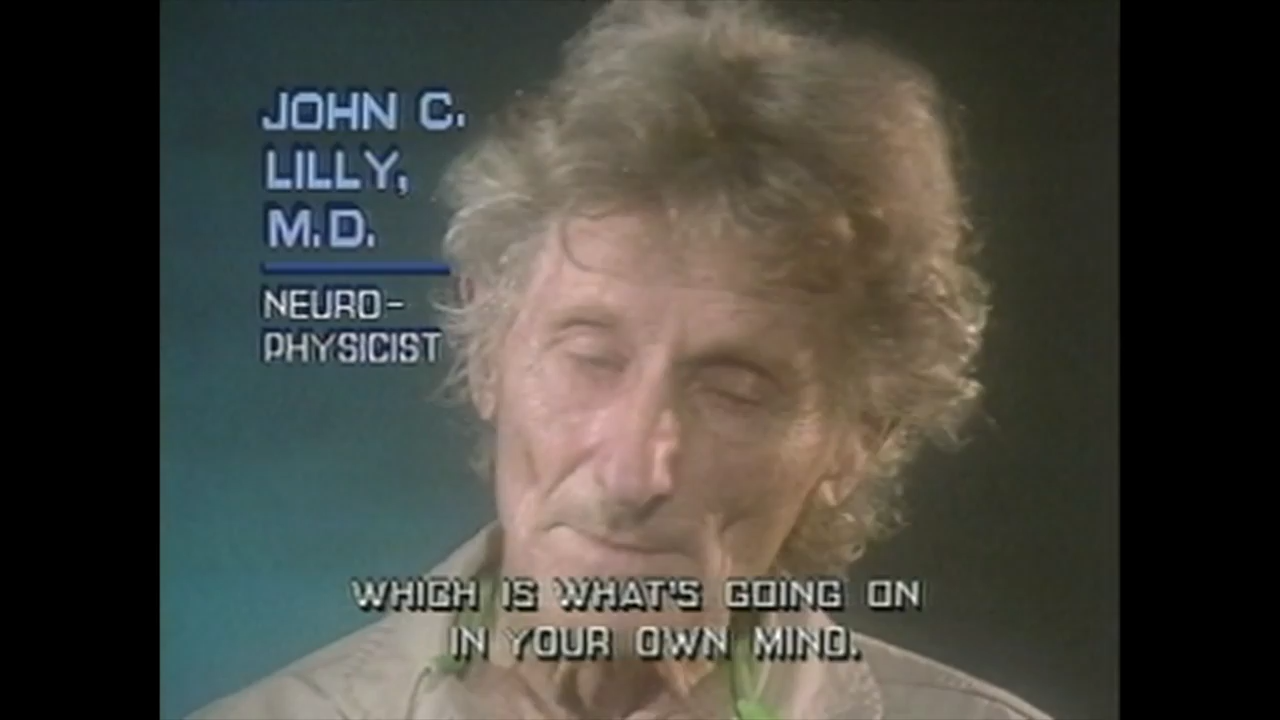 JOHN C.
LILLY,
M.D.
NEURO-
PHYSICIST
WHICH IS WHAT'S GOING ON
IN YOUR OWN MIND.